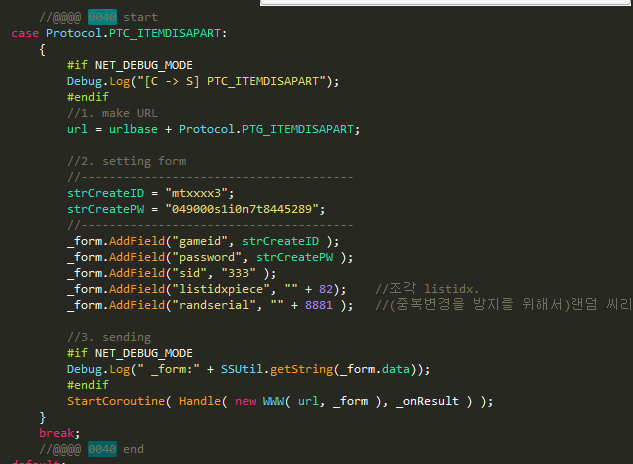 //@@@@ 0040 start
case Protocol.PTC_ITEMDISAPART:
{
#if NET_DEBUG_MODE
Debug.Log("[C -> S] PTC_ITEMDISAPART");
#endif
//1. make URL
url = urlbase + Protocol.PTG_ITEMDISAPART;
//2. setting form
//---------------------------------------
strCreateID = "mtxxxx3";
strCreatePW = "049000s1i0n7t8445289";
//---------------------------------------
_form.AddField("gameid", strCreateID );
_form.AddField("password", strCreatePW );
_form.AddField("sid", "333" );
_form.AddField("listidxpiece", "" + 82); //조각 listidx.
_form.AddField("randserial", "" + 8881 ); //(중복변경을 방지를 위해서)랜덤 씨리
//3. sending
#if NET_DEBUG_MODE
Debug.Log(" _form:" + SSUtil.getString(_form.data));
#endif
StartCoroutine( Handle( new WWW( url, _form ), _onResult ) );
}
break;
//@@@@ 0040 end
default: